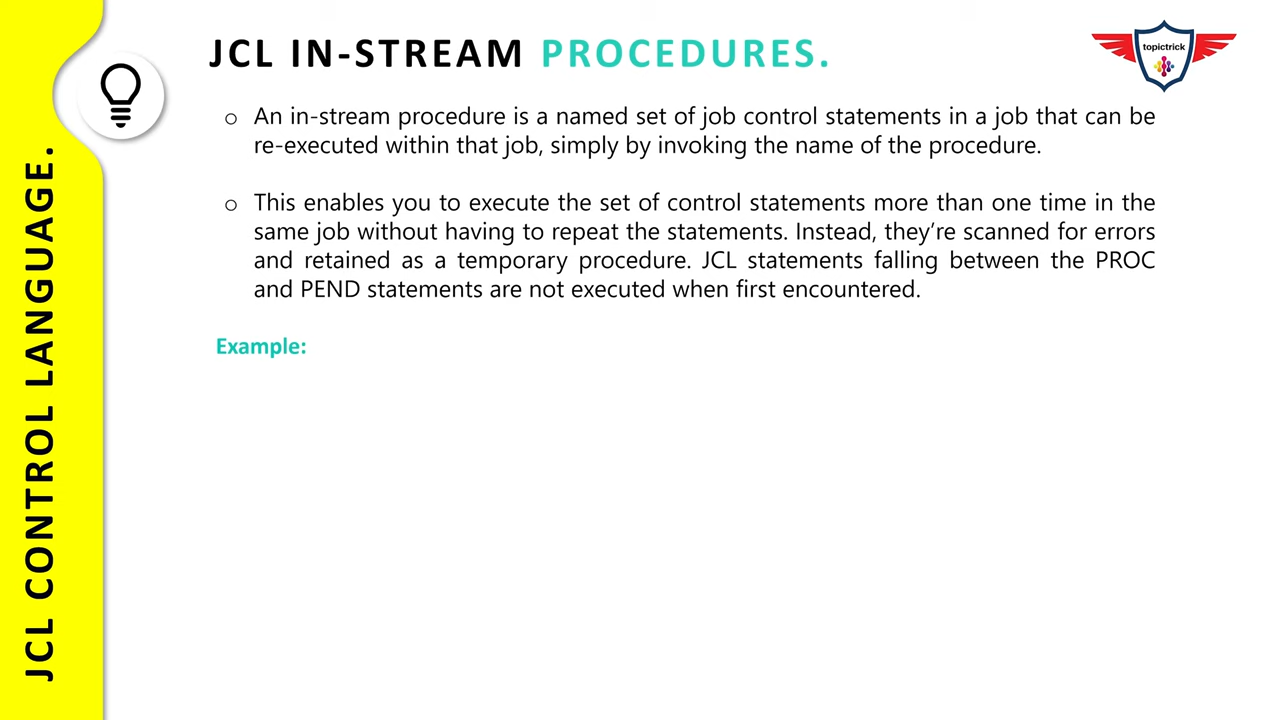 JCL IN-STREAM PROCEDURES.
topictrick
o An in-stream procedure is a named set of job control statements in a job that can be
re-executed within that job, simply by invoking the name of the procedure.
o This enables you to execute the set of control statements more than one time in the
same job without having to repeat the statements. Instead, they’re scanned for errors
and retained as a temporary procedure. JCL statements falling between the PROC
and PEND statements are not executed when first encountered.
Example:
JCL CONTROL LANGUAGE.